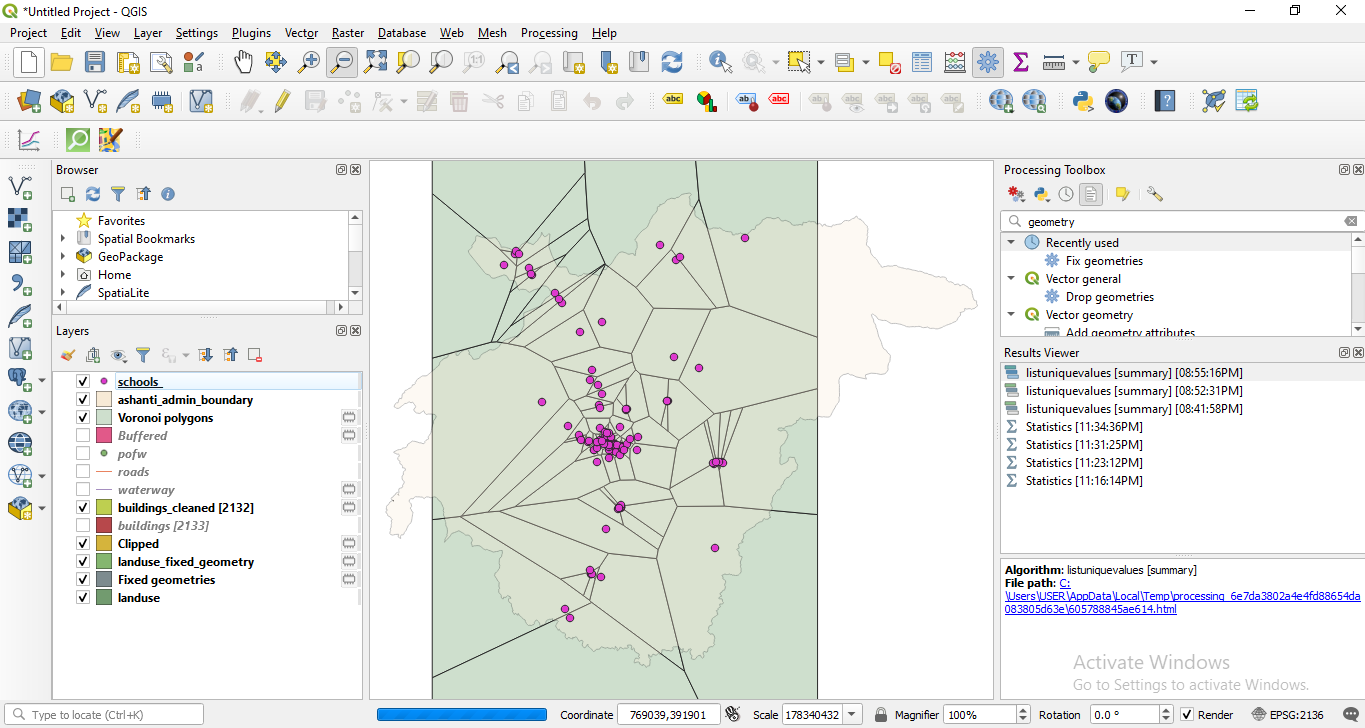 *Untitled Project - QGIS
Project Edit View Layer Settings Plugins Vector Raster Database Web Mesh Processing Help
Browser
Favorites
Spatial Bookmarks
GeoPackage
Home
SpatiaLite
Layers
schools
ashanti_admin_boundary
Voronoi polygons
Buffered
pofw
roads
waterway
buildings_cleaned [2132]
buildings [2133]
Clipped
landuse_fixed_geometry
Fixed geometries
landuse
Processing Toolbox
geometry
Recently used
Fix geometries
Vector general
Drop geometries
Vector geometry
Add geometry attributes
Results Viewer
listuniquevalues [summary] [08:55:16PM]
listuniquevalues [summary] [08:52:31PM]
listuniquevalues [summary] [08:41:58PM]
Statistics [11:34:36PM]
Statistics [11:31:25PM]
Statistics [11:23:12PM]
Statistics [11:16:14PM]
Algorithm: listuniquevalues [summary]
File path: C:
\Users\USER\AppData\Local\Temp\processing_6e7da3802a4e4fd88654da
083805d63e\605788845ae614.html
Activate Windows
Go to Settings to activate Windows.
Type to locate (Ctrl+K) Coordinate 769039,391901 Scale 178340432 Magnifier 100% Rotation 0.0 ° Render EPSG:2136